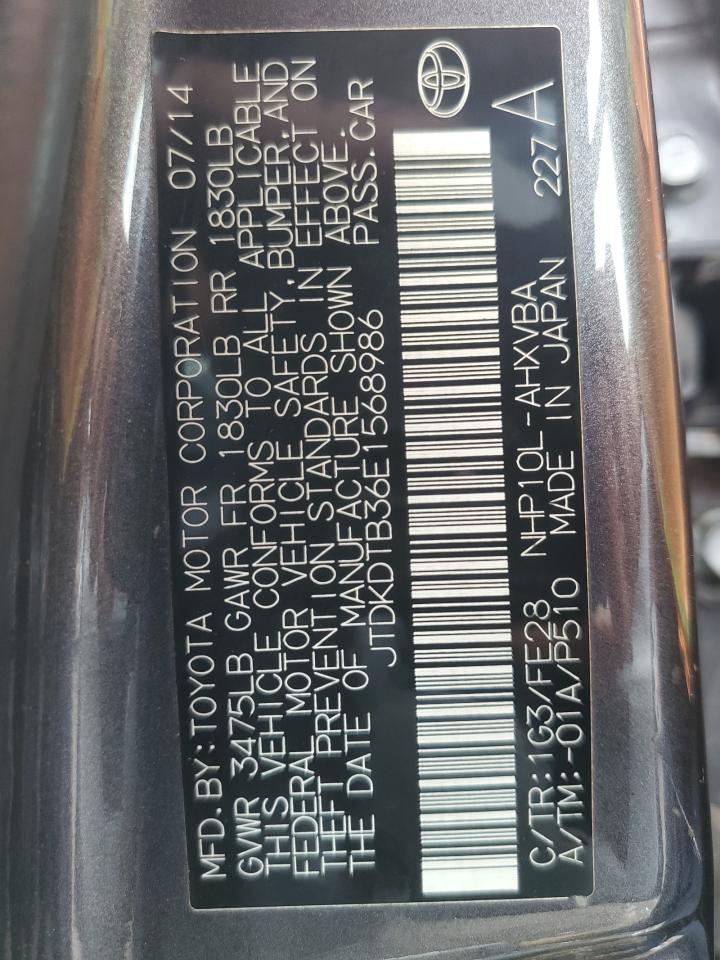 MFD.BY:TOYOTA MOTOR CORPORATION 07/14
GVWR 3475LB GAWR FR 1830LB RR 1830LB
THIS VEHICLE CONFORMS TO ALL APPLICABLE
FEDERAL MOTOR VEHICLE SAFETY, BUMPER, AND
THEFT PREVENTION STANDARDS IN EFFECT ON
THE DATE OF MANUFACTURE SHOWN ABOVE.
JTDKDTB36E1568986 PASS.CAR
C/TR:1G3/FE28 NHP10L-AHXVBA 227 A
A/TM:-01A/P510 MADE IN JAPAN